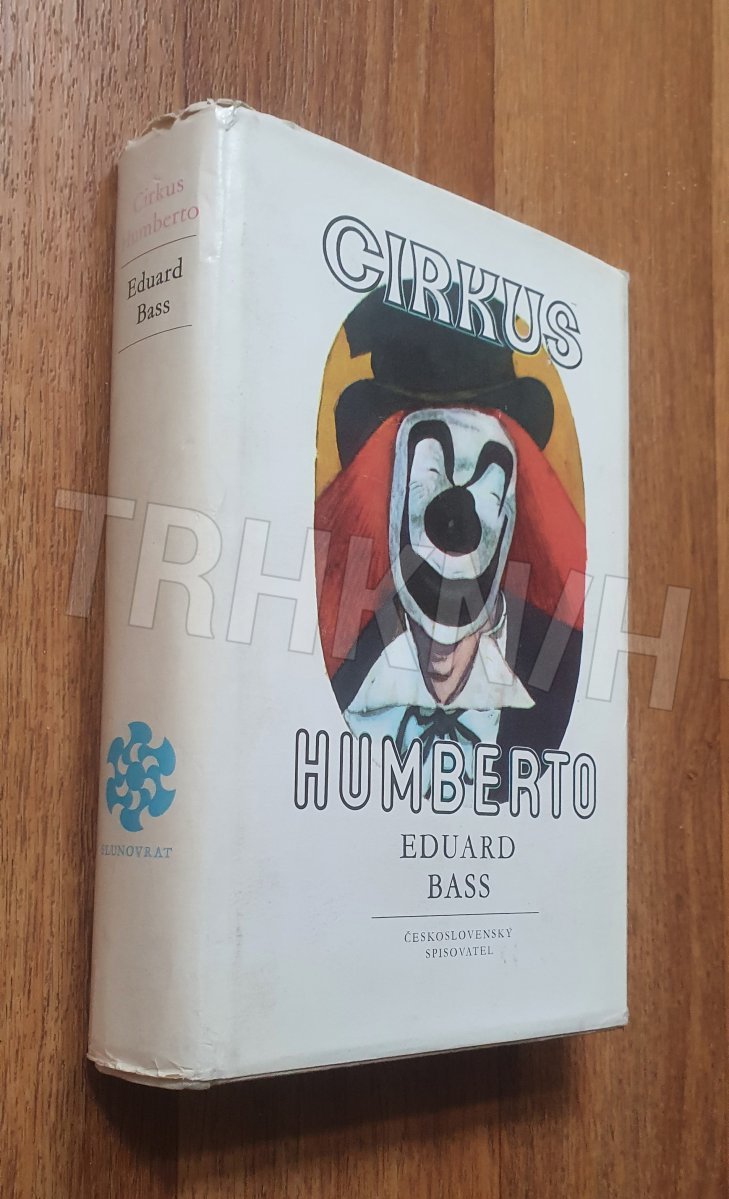 Cirkus
Humberto
Eduard
Bass
SLUNOVRAT
CIRKUS
HUMBERTO
EDUARD
BASS
ČESKOSLOVENSKÝ
SPISOVATEL
TRHKNIH